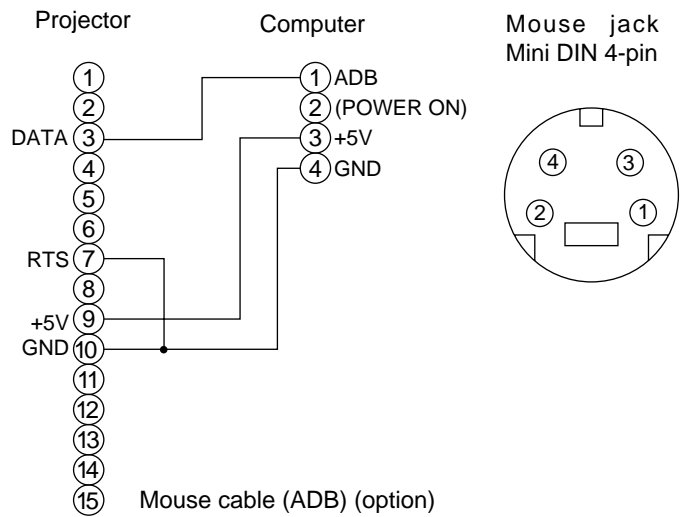 Projector
Computer
Mouse jack
Mini DIN 4-pin
1
2
DATA 3
4
5
6
RTS 7
8
+5V 9
GND 10
11
12
13
14
15
1 ADB
2 (POWER ON)
3 +5V
4 GND
4 3
2 1
Mouse cable (ADB) (option)